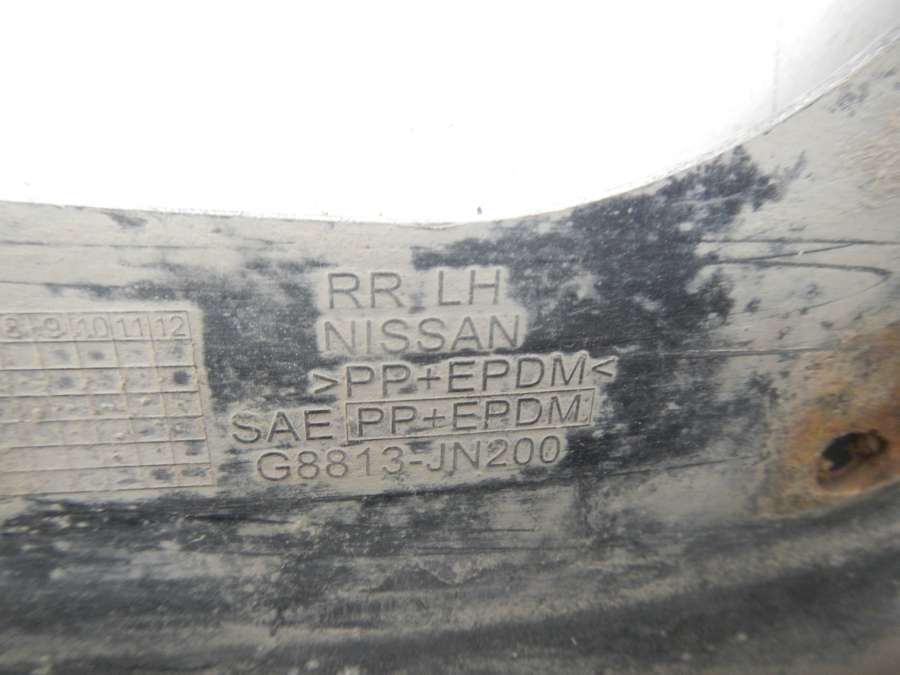 RR LH
8 9 10 11 12
NISSAN
>PP+EPDM<
SAE PP+EPDM
G8813-JN200